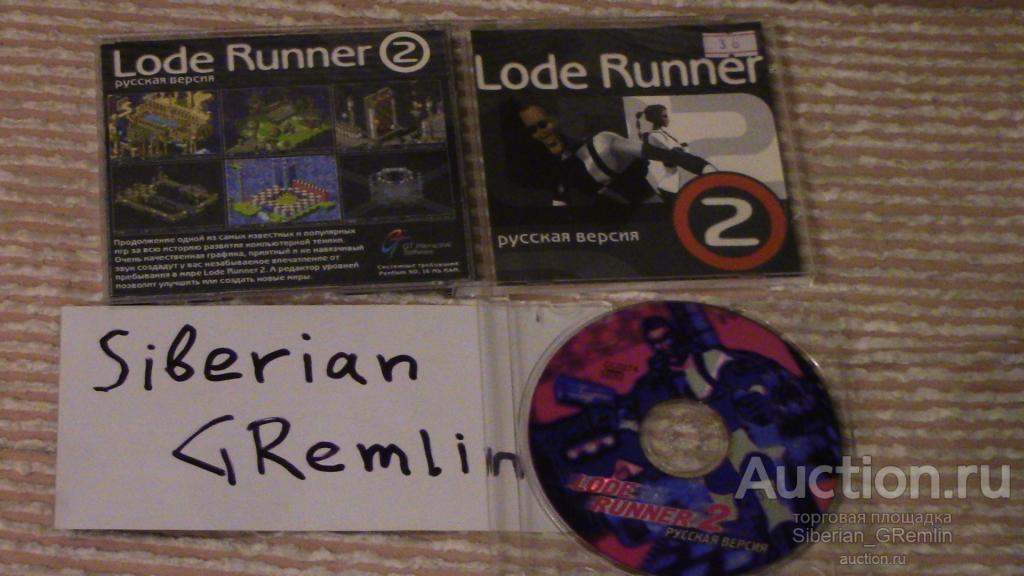 Lode Runner 2
русская версия
Продолжение одной из самых известных и популярных
игр за всю историю развития компьютерной техники.
Очень качественная графика, приятный и не навязчивый
звук создадут у вас незабываемое впечатление от
пребывания в мире Lode Runner 2. А редактор уровней
позволит улучшить или создать новые миры.
GT Interactive
Software
Системные требования:
Pentium 90, 16 Mb RAM.
36
Lode Runner
2
русская версия
Siberian
GRemlin
LODE
RUNNER 2
РУССКАЯ ВЕРСИЯ
Auction.ru
торговая площадка
Siberian_GRemlin
auction.ru